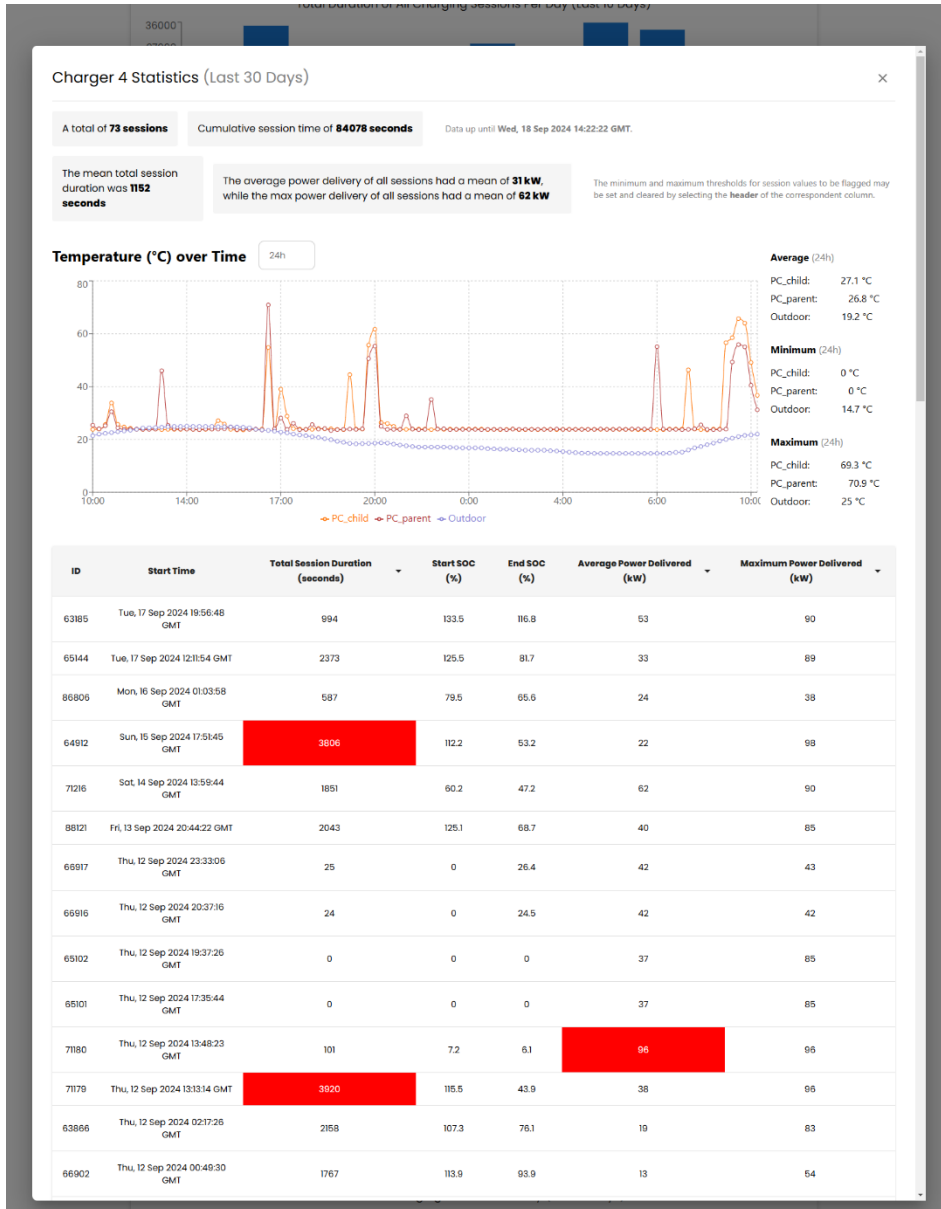 Total Duration of All Charging Sessions Per Day (Last 10 Days)
36000
Charger 4 Statistics (Last 30 Days)
×
A total of 73 sessions
Cumulative session time of 84078 seconds
Data up until Wed, 18 Sep 2024 14:22:22 GMT.
The mean total session
duration was 1152
seconds
The average power delivery of all sessions had a mean of 31 kW,
while the max power delivery of all sessions had a mean of 62 kW
The minimum and maximum thresholds for session values to be flagged may
be set and cleared by selecting the header of the correspondent column.
Temperature (°C) over Time
24h
80
60
40
20
0
10:00 14:00 17:00 20:00 0:00 4:00 6:00 10:00
PC_child PC_parent Outdoor
Average (24h)
PC_child: 27.1 °C
PC_parent: 26.8 °C
Outdoor: 19.2 °C
Minimum (24h)
PC_child: 0 °C
PC_parent: 0 °C
Outdoor: 14.7 °C
Maximum (24h)
PC_child: 69.3 °C
PC_parent: 70.9 °C
Outdoor: 25 °C
ID Start Time Total Session Duration (seconds) Start SOC (%) End SOC (%) Average Power Delivered (kW) Maximum Power Delivered (kW)
63185 Tue, 17 Sep 2024 19:56:48 GMT 994 133.5 116.8 53 90
65144 Tue, 17 Sep 2024 12:11:54 GMT 2373 125.5 81.7 33 89
86806 Mon, 16 Sep 2024 01:03:58 GMT 587 79.5 65.6 24 38
64912 Sun, 15 Sep 2024 17:51:45 GMT 3806 112.2 53.2 22 98
71216 Sat, 14 Sep 2024 13:59:44 GMT 1851 60.2 47.2 62 90
88121 Fri, 13 Sep 2024 20:44:22 GMT 2043 125.1 68.7 40 85
66917 Thu, 12 Sep 2024 23:33:06 GMT 25 0 26.4 42 43
66916 Thu, 12 Sep 2024 20:37:16 GMT 24 0 24.5 42 42
65102 Thu, 12 Sep 2024 19:37:26 GMT 0 0 0 37 85
65101 Thu, 12 Sep 2024 17:35:44 GMT 0 0 0 37 85
71180 Thu, 12 Sep 2024 13:48:23 GMT 101 7.2 6.1 96 96
71179 Thu, 12 Sep 2024 13:13:14 GMT 3920 115.5 43.9 38 96
63866 Thu, 12 Sep 2024 02:17:26 GMT 2158 107.3 76.1 19 83
66902 Thu, 12 Sep 2024 00:49:30 GMT 1767 113.9 93.9 13 54